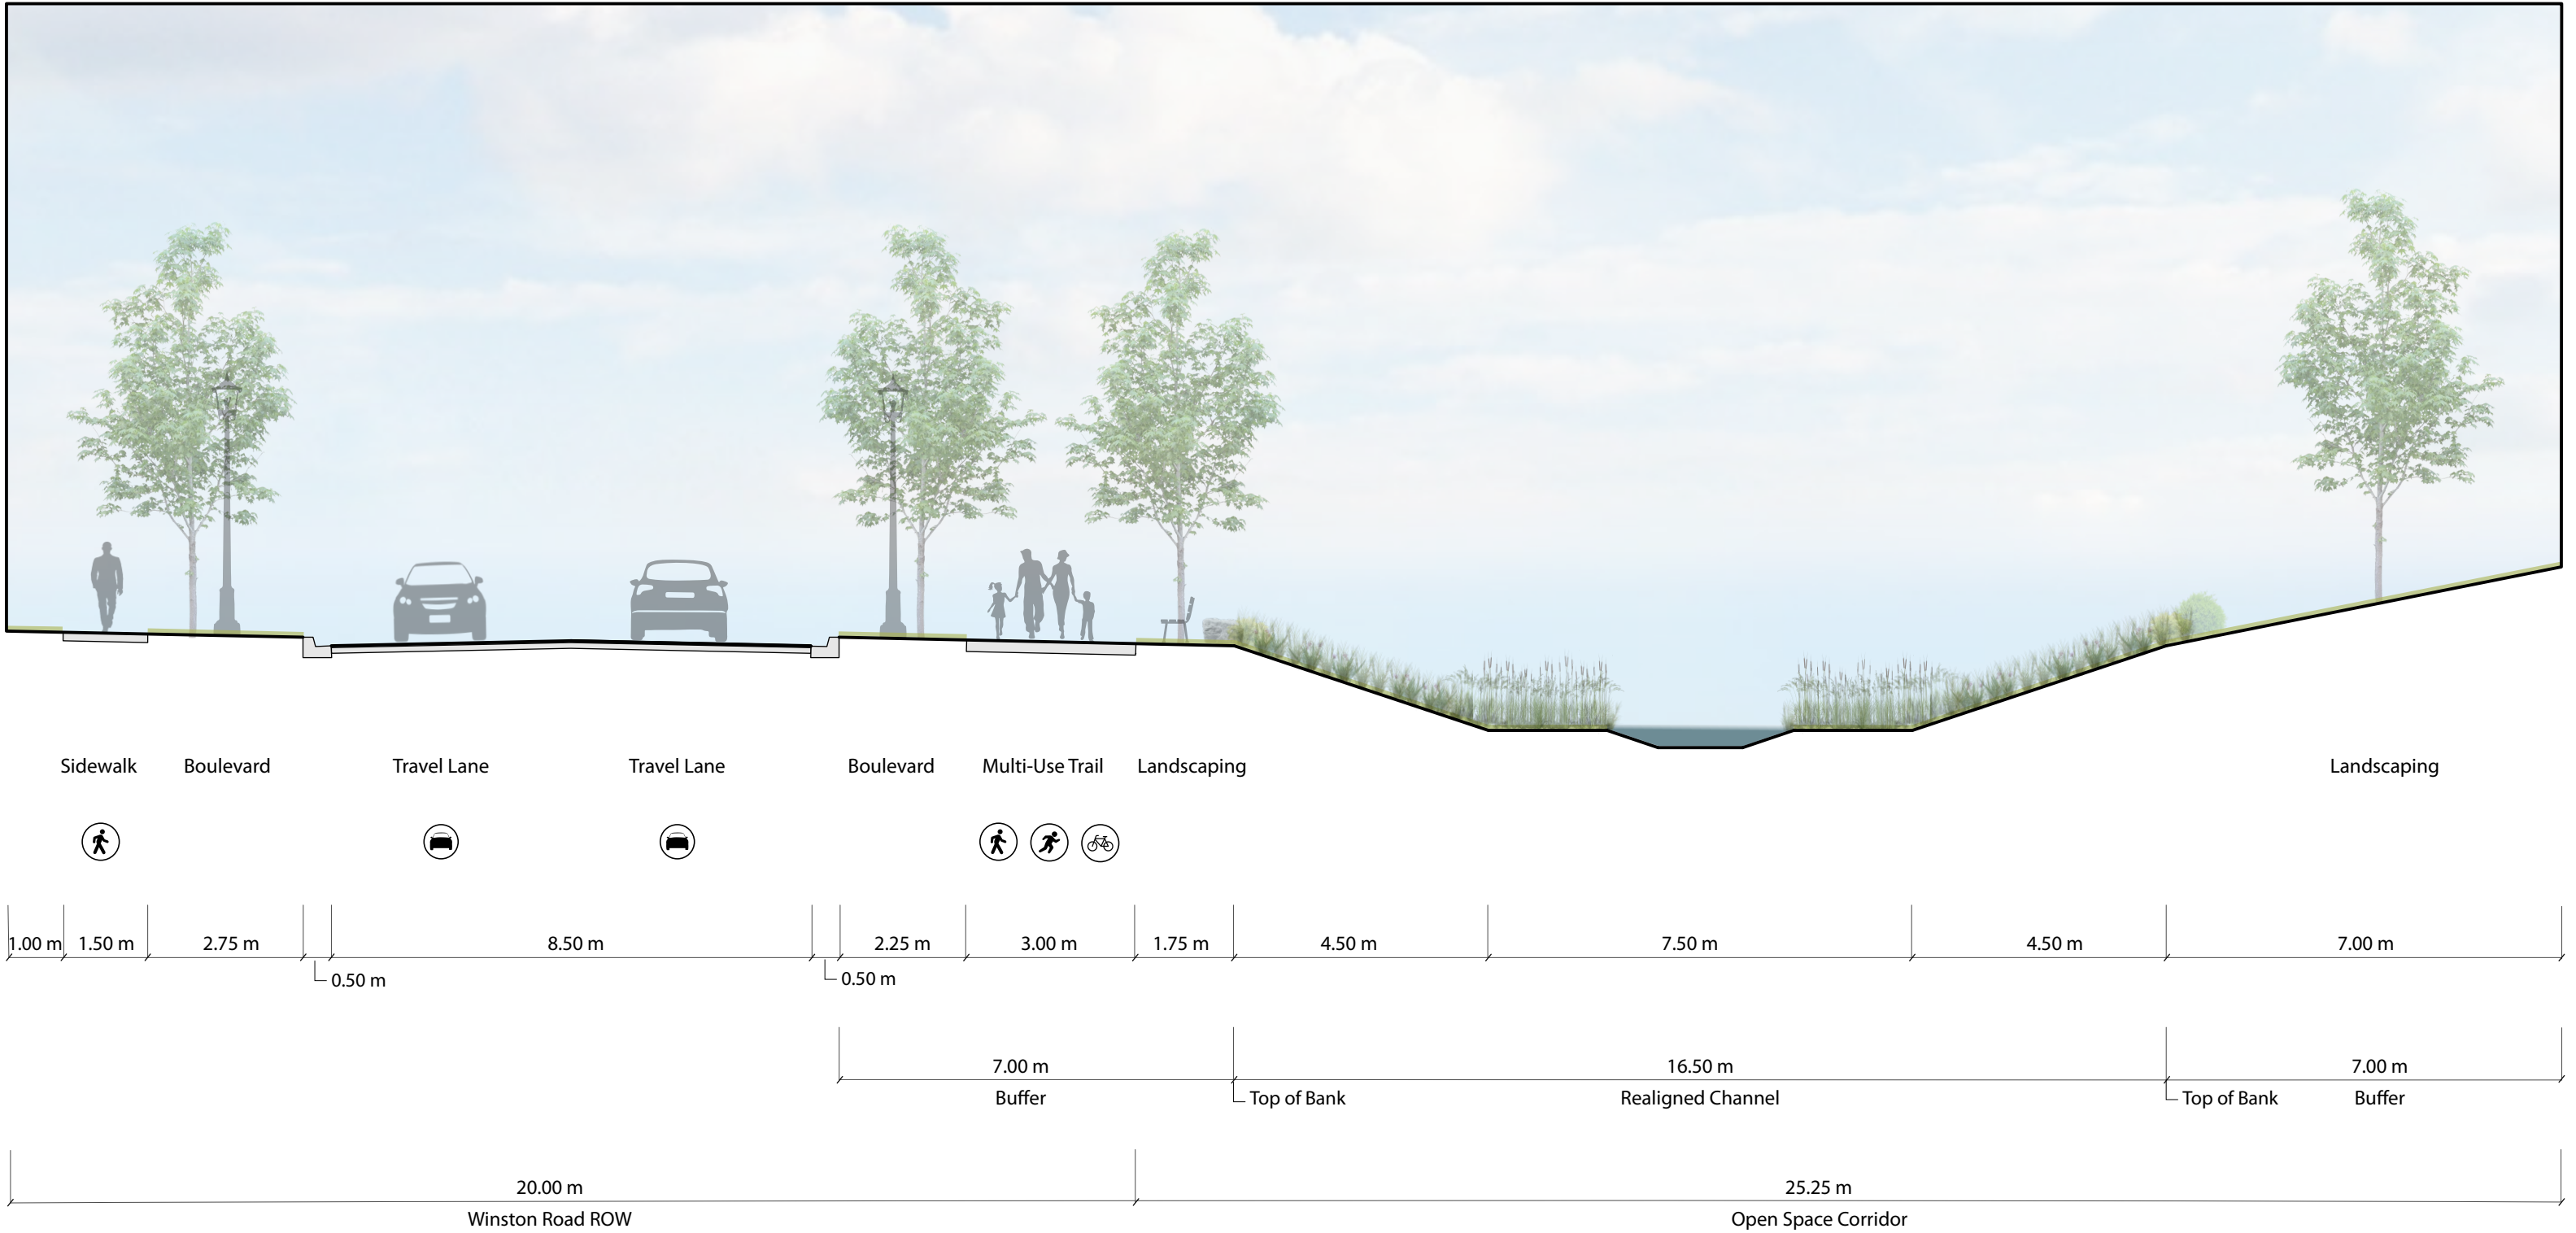 Sidewalk Boulevard Travel Lane Travel Lane Boulevard Multi-Use Trail Landscaping Landscaping
1.00 m 1.50 m 2.75 m 8.50 m 2.25 m 3.00 m 1.75 m 4.50 m 7.50 m 4.50 m 7.00 m
0.50 m 0.50 m
7.00 m 16.50 m 7.00 m
Buffer Top of Bank Realigned Channel Top of Bank Buffer
20.00 m 25.25 m
Winston Road ROW Open Space Corridor